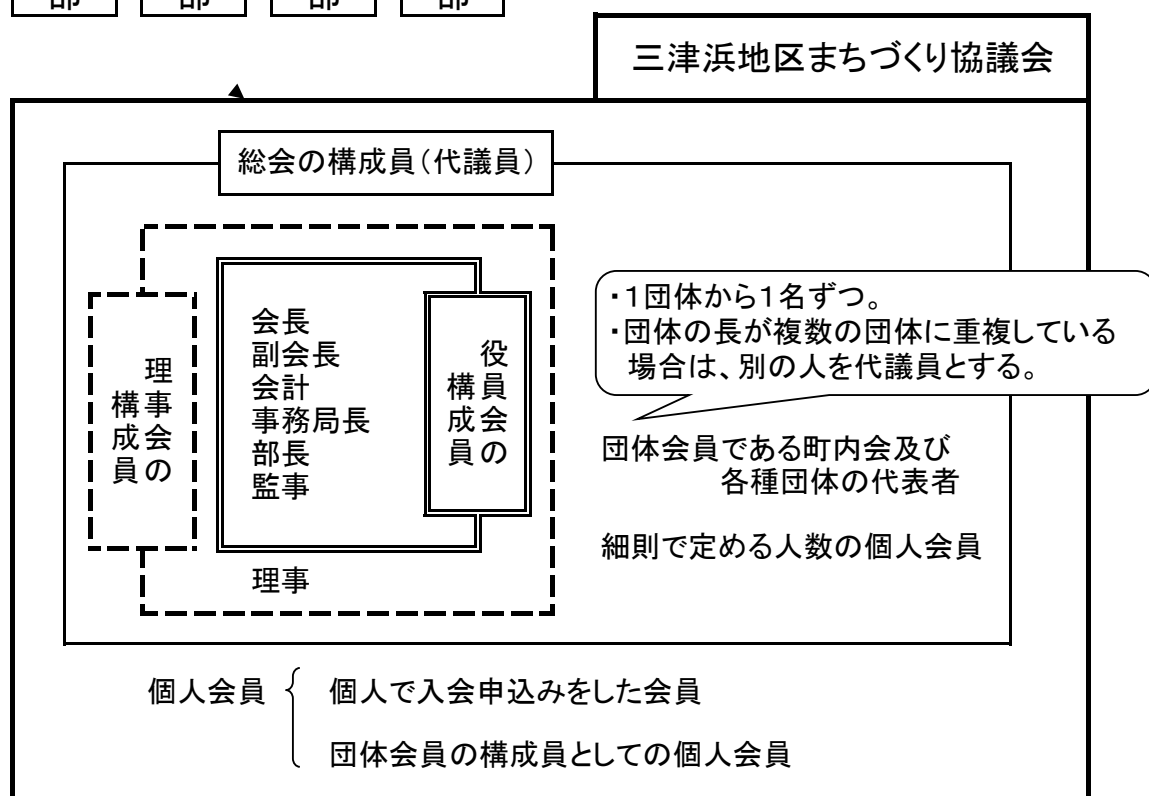 部 部 部 部
三津浜地区まちづくり協議会
総会の構成員(代議員)
理事会の
構成員
会長
副会長
会計
事務局長
部長
監事
役員会の
構成員
理事
・1団体から1名ずつ。
・団体の長が複数の団体に重複している
場合は、別の人を代議員とする。
団体会員である町内会及び
各種団体の代表者
細則で定める人数の個人会員
個人会員
個人で入会申込みをした会員
団体会員の構成員としての個人会員